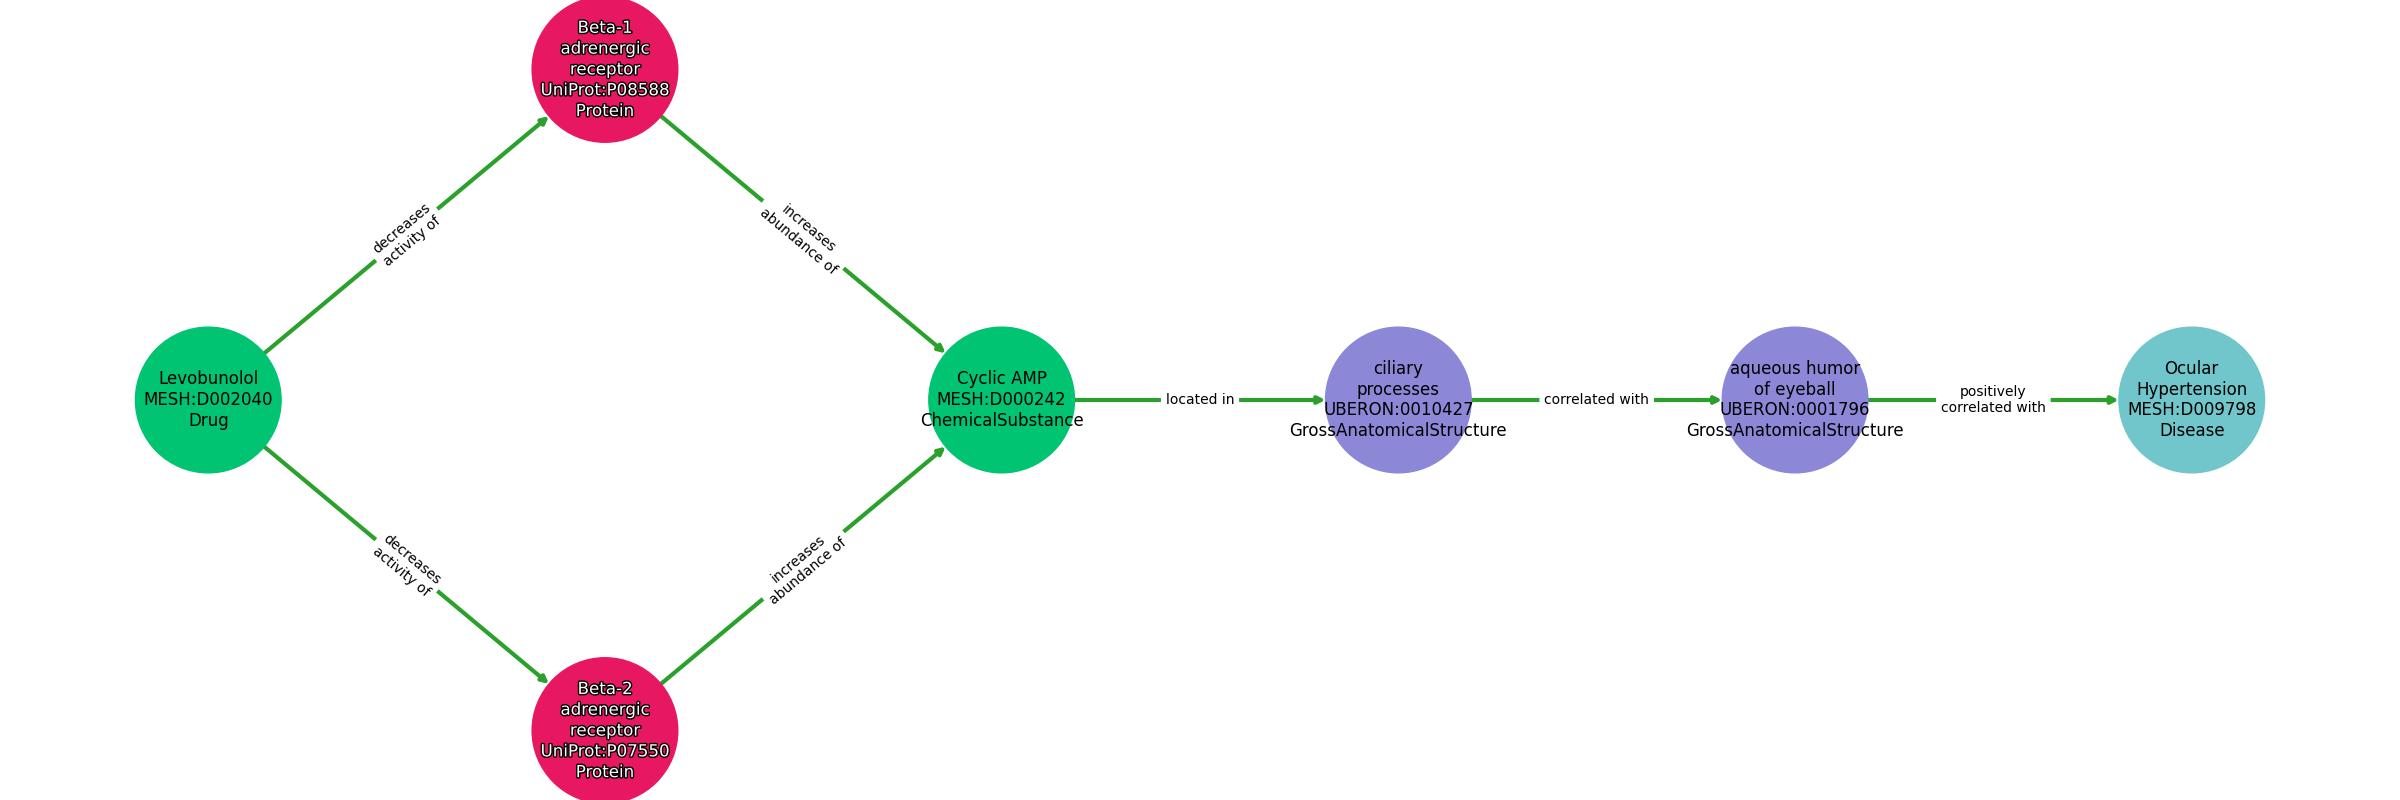 Beta-1
adrenergic
receptor
UniProt:P08588
Protein
decreases
activity of
increases
abundance of
Levobunolol
MESH:D002040
Drug
Cyclic AMP
MESH:D000242
ChemicalSubstance
located in
ciliary
processes
UBERON:0010427
GrossAnatomicalStructure
correlated with
aqueous humor
of eyeball
UBERON:0001796
GrossAnatomicalStructure
positively
correlated with
Ocular
Hypertension
MESH:D009798
Disease
decreases
activity of
increases
abundance of
Beta-2
adrenergic
receptor
UniProt:P07550
Protein